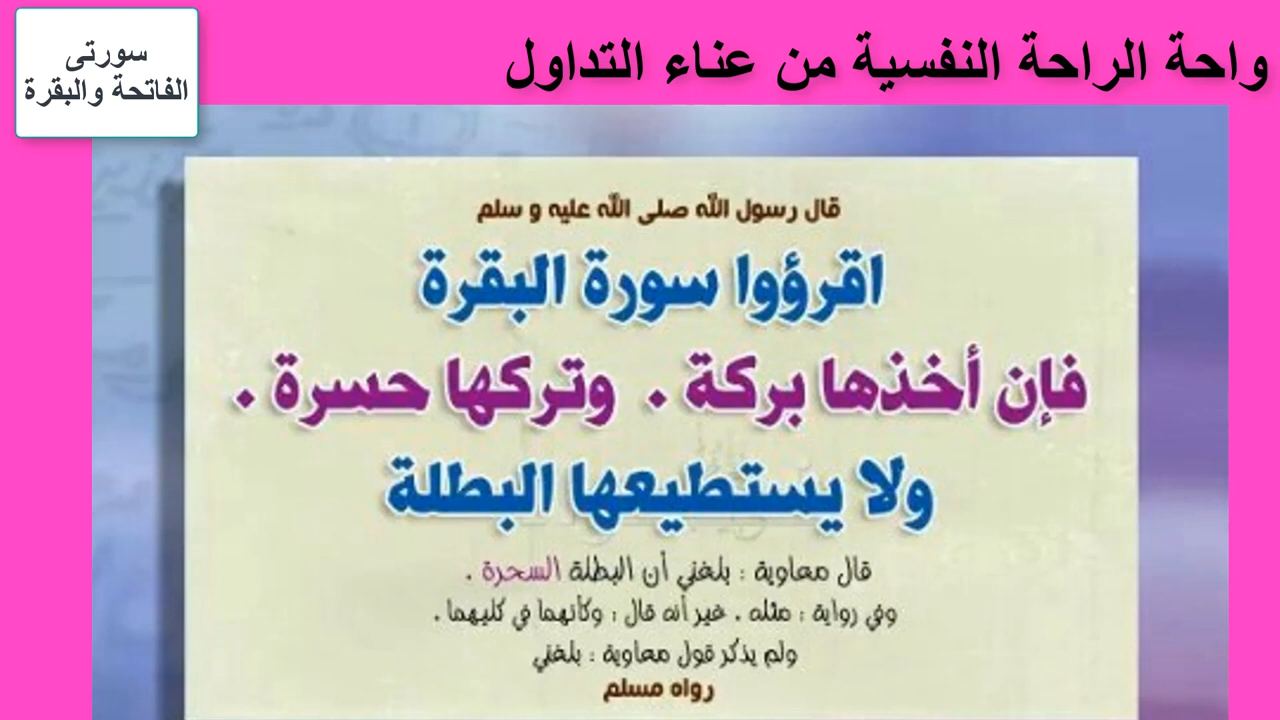 واحة الراحة النفسية من عناء التداول
سورتى
الفاتحة والبقرة
قال رسول الله صلى الله عليه و سلم
اقرؤوا سورة البقرة
فإن أخذها بركة . وتركها حسرة .
ولا يستطيعها البطلة
قال معاوية : بلغني أن البطلة السحرة .
وفي رواية : مثله . غير أنه قال : وكأنهما في كليهما .
ولم يذكر قول معاوية : بلغني
رواه مسلم